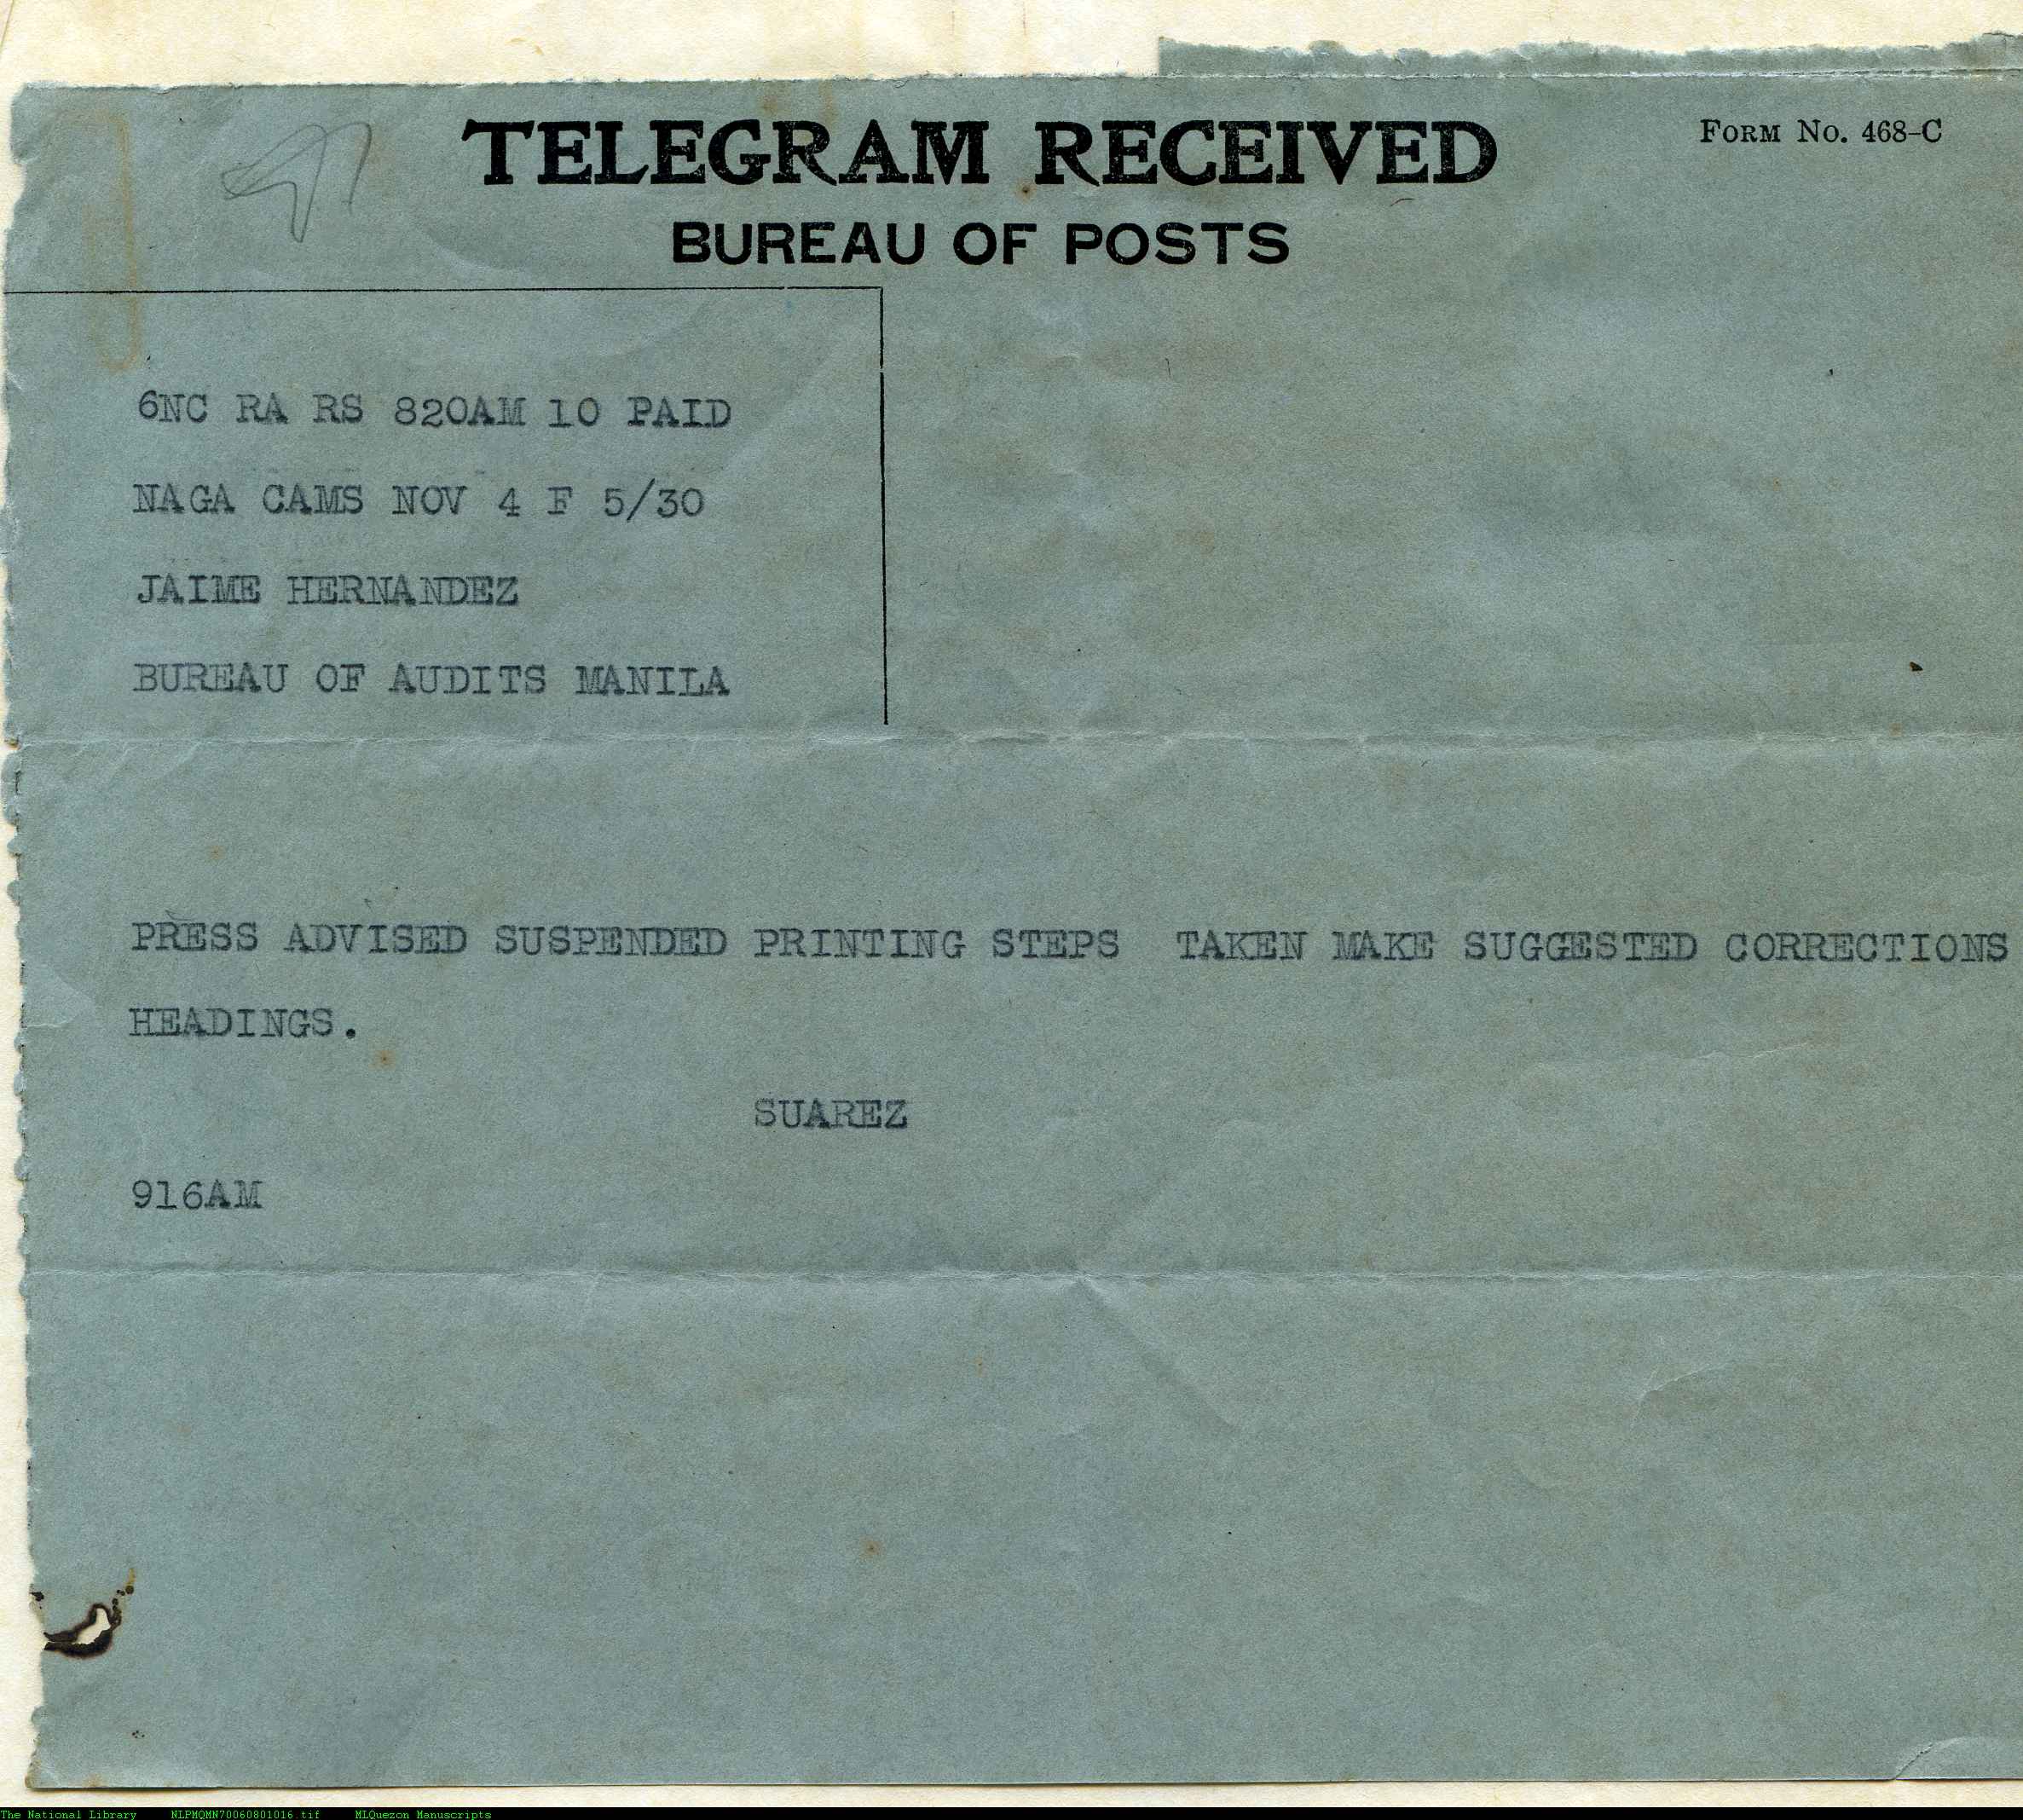 TELEGRAM RECEIVED
FORM NO. 468-C
BUREAU OF POSTS
6NC RA RS 820AM 10 PAID
NAGA CAMS NOV 4 F 5/30
JAIME HERNANDEZ
BUREAU OF AUDITS MANILA
PRESS ADVISED SUSPENDED PRINTING STEPS TAKEN MAKE SUGGESTED CORRECTIONS
HEADINGS.
SUAREZ
916AM
The National Library NLPMQMN70060801016.tif MLQuezon Manuscripts